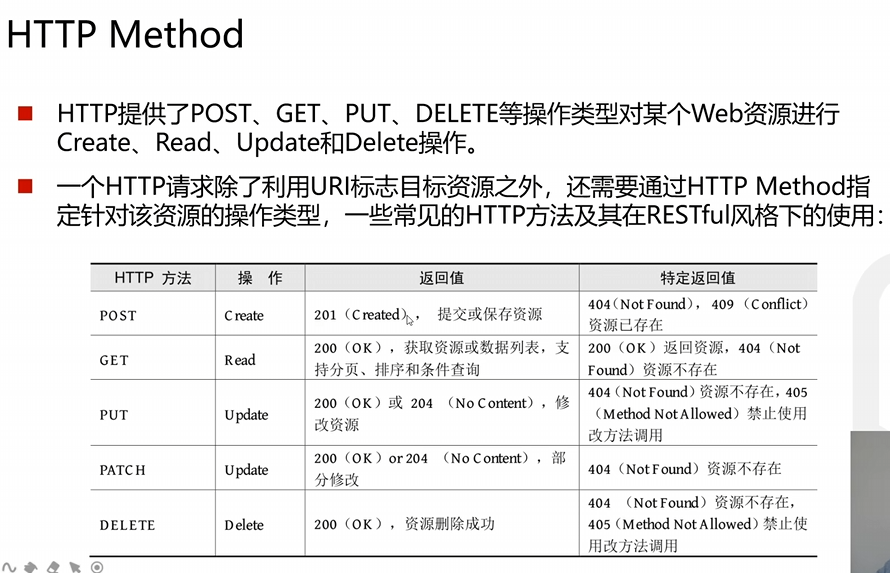 HTTP Method
HTTP提供了POST、GET、PUT、DELETE等操作类型对某个Web资源进行
Create、Read、Update和Delete操作。
一个HTTP请求除了利用URI标志目标资源之外，还需要通过HTTP Method指
定针对该资源的操作类型，一些常见的HTTP方法及其在RESTful风格下的使用：
HTTP 方法 操 作 返回值 特定返回值
POST Create 201（Created）， 提交或保存资源
404（Not Found），409（Conflict）
资源已存在
GET Read
200（OK），获取资源或数据列表，支
持分页、排序和条件查询
200（OK）返回资源，404（Not
Found）资源不存在
PUT Update
200（OK）或 204 （No Content），修
改资源
404（Not Found）资源不存在，405
（Method Not Allowed）禁止使用
改方法调用
PATCH Update
200（OK）or 204 （No Content），部
分修改
404（Not Found）资源不存在
DELETE Delete 200（OK），资源删除成功
404 （Not Found）资源不存在，
405（Method Not Allowed）禁止使
用改方法调用